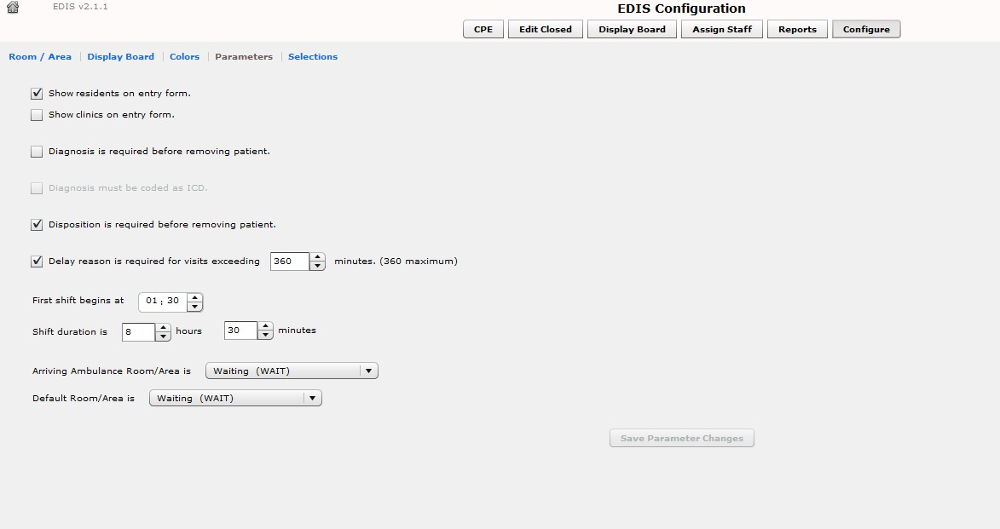 EDIS v2.1.1
EDIS Configuration
CPE Edit Closed Display Board Assign Staff Reports Configure
Room / Area Display Board Colors Parameters Selections
Show residents on entry form.
Show clinics on entry form.
Diagnosis is required before removing patient.
Diagnosis must be coded as ICD.
Disposition is required before removing patient.
Delay reason is required for visits exceeding 360 minutes. (360 maximum)
First shift begins at 01 : 30
Shift duration is 8 hours 30 minutes
Arriving Ambulance Room/Area is Waiting (WAIT)
Default Room/Area is Waiting (WAIT)
Save Parameter Changes